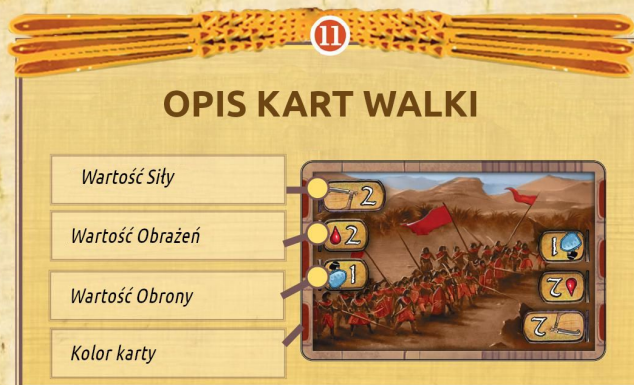 11
OPIS KART WALKI
Wartość Siły
2
Wartość Obrażeń
2
1
Wartość Obrony
1
2
2
Kolor karty